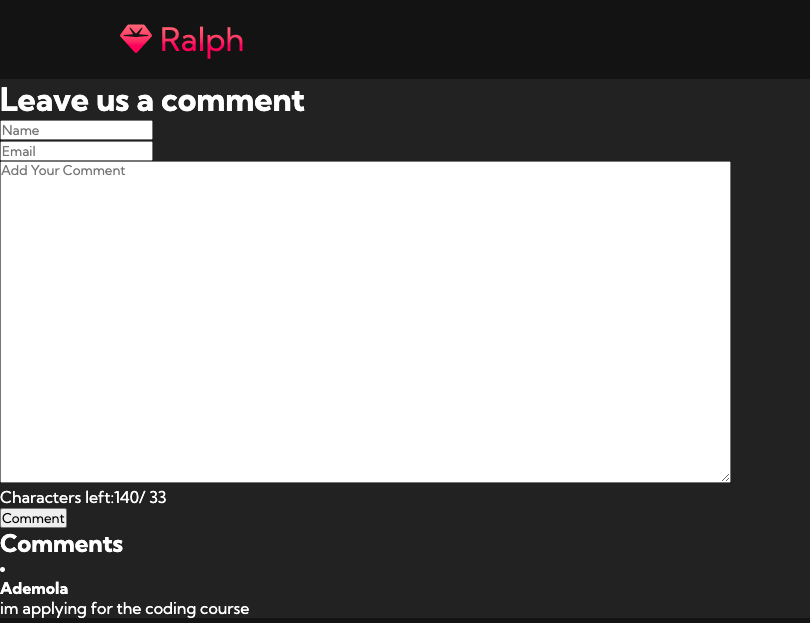 Ralph
Leave us a comment
Name
Email
Add Your Comment
Characters left:140/ 33
Comment
Comments
Ademola
im applying for the coding course